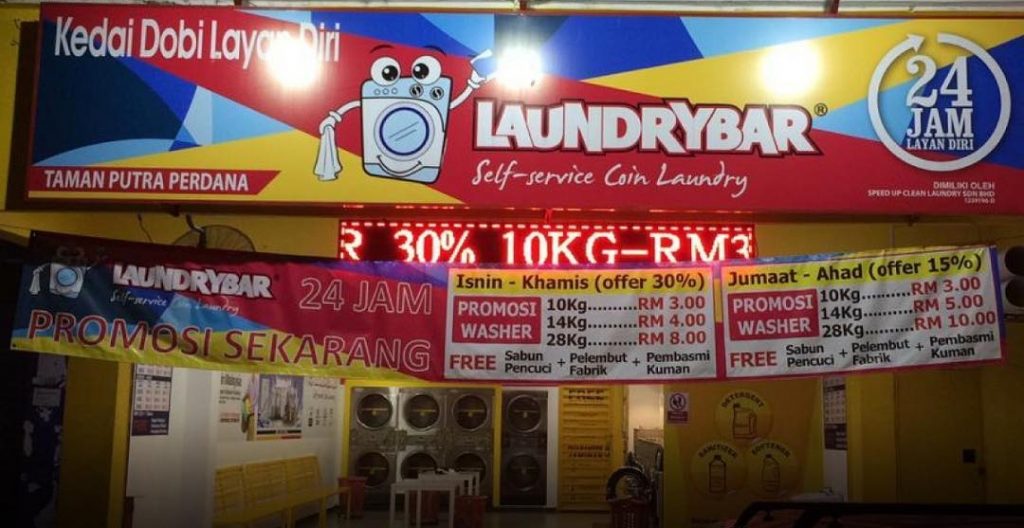 Kedai Dobi Layan Diri
LAUNDRYBAR®
Self-service Coin Laundry
TAMAN PUTRA PERDANA
24
JAM
LAYAN DIRI
DIMILIKI OLEH
SPEED UP CLEAN LAUNDRY SDN BHD
1239196-D
R 30% 10KG-RM3
LAUNDRYBAR
Self-service Coin Laundry
24 JAM
PROMOSI SEKARANG
Isnin - Khamis (offer 30%)
PROMOSI WASHER
10Kg..........RM 3.00
14Kg..........RM 4.00
28Kg..........RM 8.00
FREE Sabun Pencuci + Pelembut Fabrik + Pembasmi Kuman
Jumaat - Ahad (offer 15%)
PROMOSI WASHER
10Kg..........RM 3.00
14Kg..........RM 5.00
28Kg..........RM 10.00
FREE Sabun Pencuci + Pelembut Fabrik + Pembasmi Kuman
DETERGENT
SANITIZER
SOFTENER